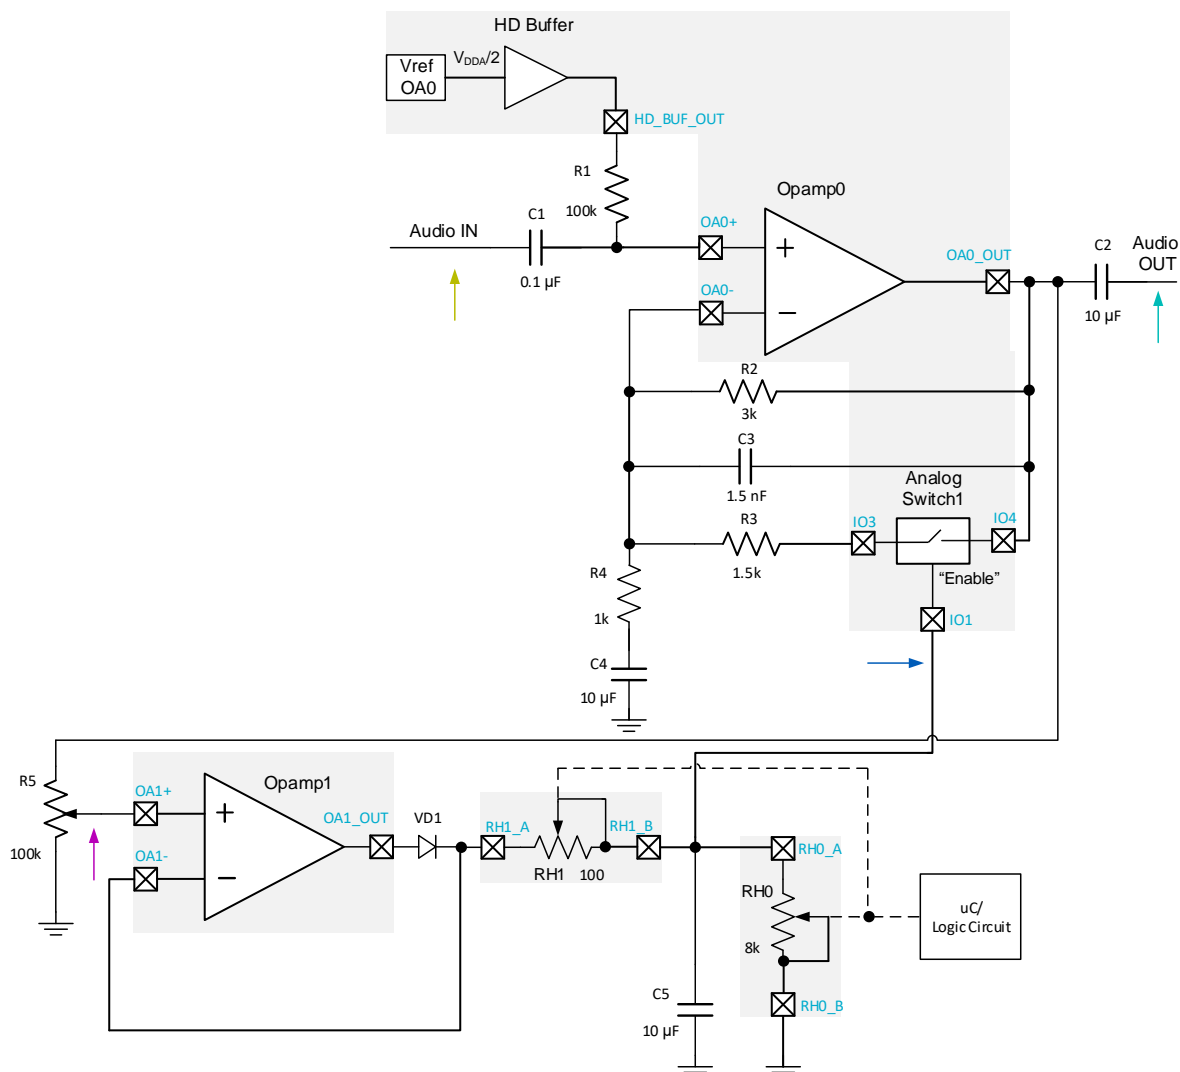 HD Buffer
Vref
OA0
VDDA/2
HD_BUF_OUT
R1
100k
Opamp0
Audio IN
C1
0.1 µF
OA0+
OA0-
OA0_OUT
C2
10 µF
Audio
OUT
R2
3k
C3
1.5 nF
Analog
Switch1
R3
1.5k
IO3
IO4
"Enable"
IO1
R4
1k
C4
10 µF
R5
100k
OA1+
OA1-
Opamp1
OA1_OUT
VD1
RH1_A
RH1_B
RH1
100
RH0_A
RH0
8k
RH0_B
C5
10 µF
uC/
Logic Circuit